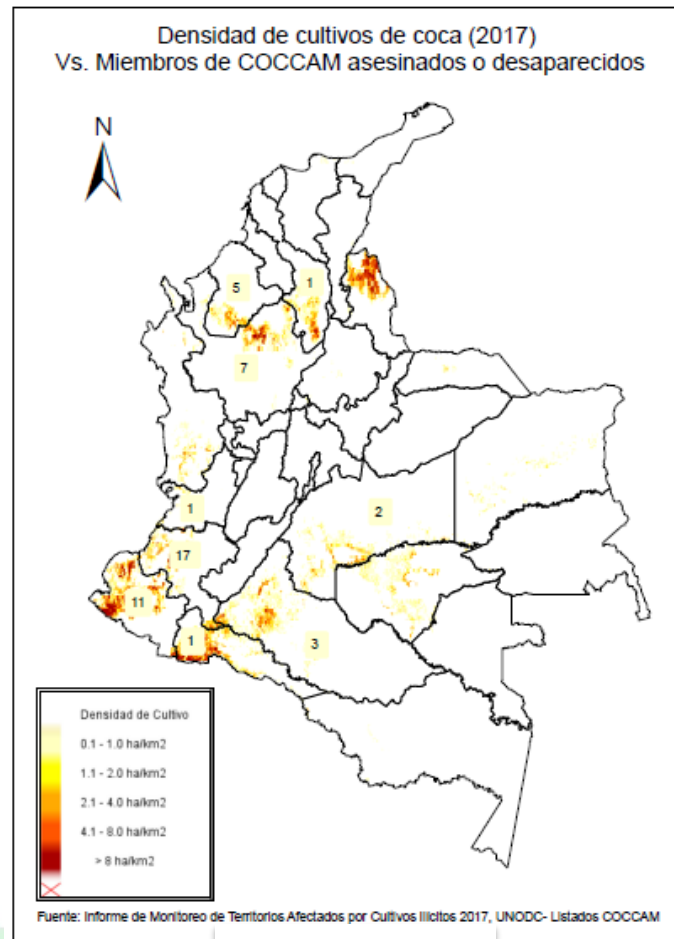 Densidad de cultivos de coca (2017)
Vs. Miembros de COCCAM asesinados o desaparecidos
N
5
1
7
2
1
17
11
1
3
Densidad de Cultivo
0.1 - 1.0 ha/km2
1.1 - 2.0 ha/km2
2.1 - 4.0 ha/km2
4.1 - 8.0 ha/km2
> 8 ha/km2
Fuente: Informe de Monitoreo de Territorios Afectados por Cultivos Ilícitos 2017, UNODC- Listados COCCAM